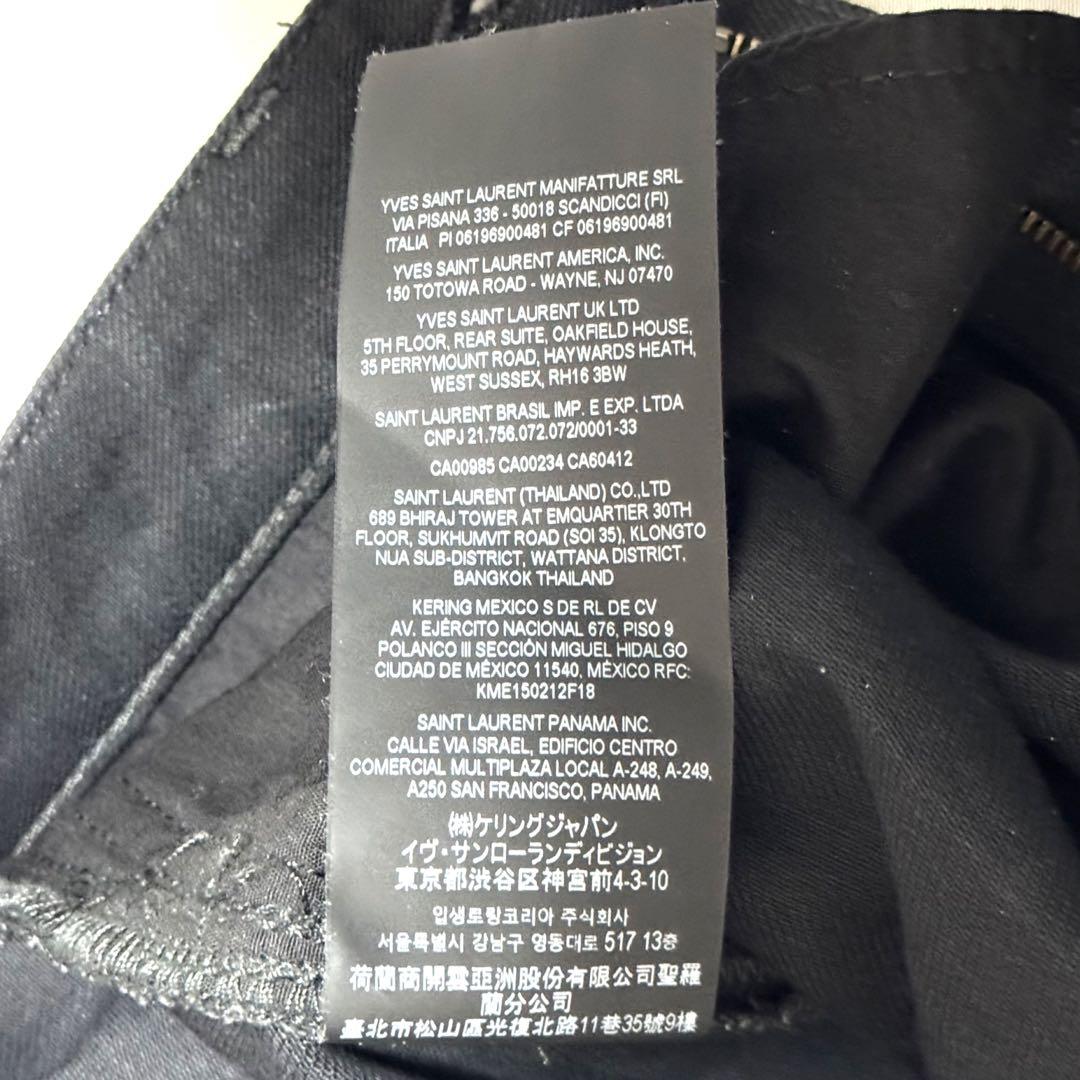 YVES SAINT LAURENT MANIFATTURE SRL
VIA PISANA 336 - 50018 SCANDICCI (FI)
ITALIA PI 06196900481 CF 06196900481
YVES SAINT LAURENT AMERICA, INC.
150 TOTOWA ROAD - WAYNE, NJ 07470
YVES SAINT LAURENT UK LTD
5TH FLOOR, REAR SUITE, OAKFIELD HOUSE,
35 PERRYMOUNT ROAD, HAYWARDS HEATH,
WEST SUSSEX, RH16 3BW
SAINT LAURENT BRASIL IMP. E EXP. LTDA
CNPJ 21.756.072.072/0001-33
CA00985 CA00234 CA60412
SAINT LAURENT (THAILAND) CO.,LTD
689 BHIRAJ TOWER AT EMQUARTIER 30TH
FLOOR, SUKHUMVIT ROAD (SOI 35), KLONGTO
NUA SUB-DISTRICT, WATTANA DISTRICT,
BANGKOK THAILAND
KERING MEXICO S DE RL DE CV
AV. EJÉRCITO NACIONAL 676, PISO 9
POLANCO III SECCIÓN MIGUEL HIDALGO
CIUDAD DE MÉXICO 11540, MÉXICO RFC:
KME150212F18
SAINT LAURENT PANAMA INC.
CALLE VIA ISRAEL, EDIFICIO CENTRO
COMERCIAL MULTIPLAZA LOCAL A-248, A-249,
A250 SAN FRANCISCO, PANAMA
(株)ケリングジャパン
イヴ・サンローランディビジョン
東京都渋谷区神宮前4-3-10
입생로랑코리아 주식회사
서울특별시 강남구 영동대로 517 13층
荷蘭商開雲亞洲股份有限公司聖羅
蘭分公司
臺北市松山區光復北路11巷35號9樓